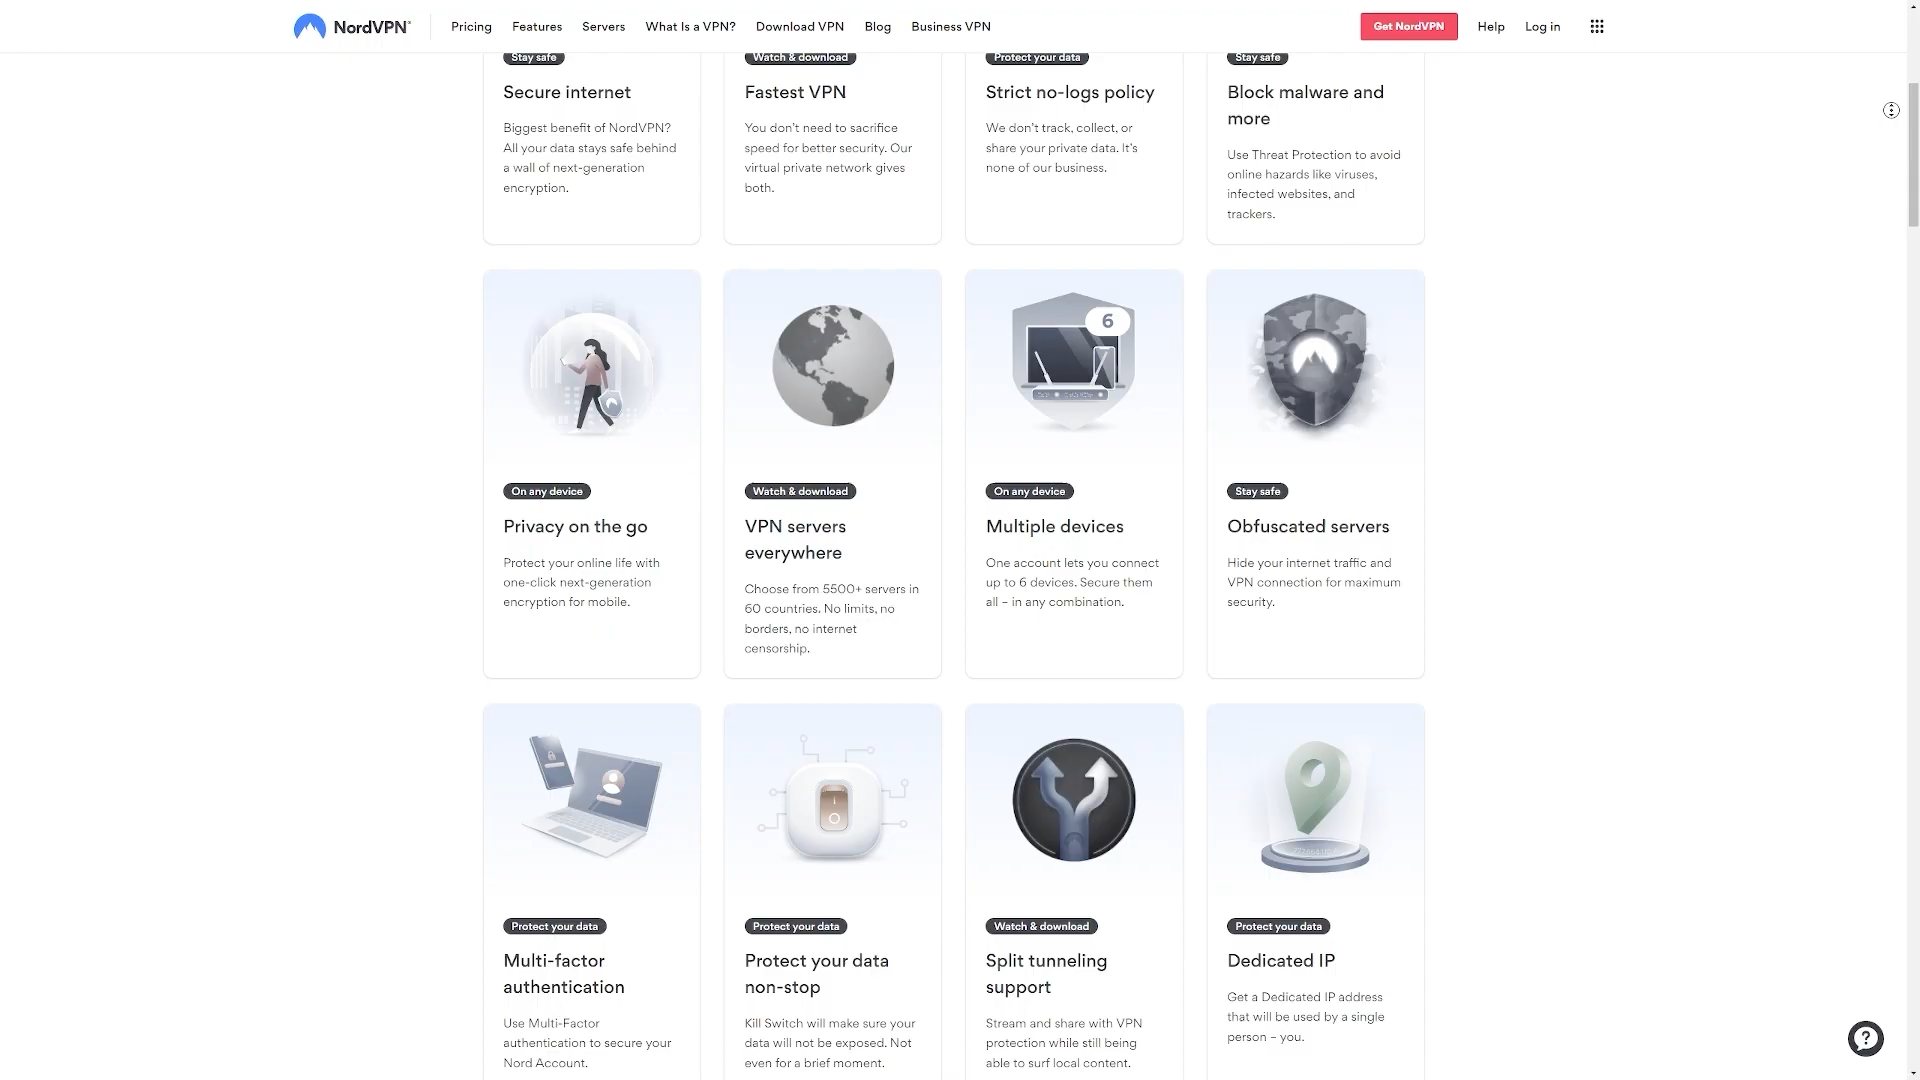 NordVPN®
Pricing
Features
Servers
What Is a VPN?
Download VPN
Blog
Business VPN
Get NordVPN
Help
Log in
Stay safe
Secure internet
Biggest benefit of NordVPN?
All your data stays safe behind
a wall of next-generation
encryption.
Watch & download
Fastest VPN
You don’t need to sacrifice
speed for better security. Our
virtual private network gives
both.
Protect your data
Strict no-logs policy
We don’t track, collect, or
share your private data. It’s
none of our business.
Stay safe
Block malware and
more
Use Threat Protection to avoid
online hazards like viruses,
infected websites, and
trackers.
On any device
Privacy on the go
Protect your online life with
one-click next-generation
encryption for mobile.
Watch & download
VPN servers
everywhere
Choose from 5500+ servers in
60 countries. No limits, no
borders, no internet
censorship.
6
On any device
Multiple devices
One account lets you connect
up to 6 devices. Secure them
all – in any combination.
Stay safe
Obfuscated servers
Hide your internet traffic and
VPN connection for maximum
security.
Protect your data
Multi-factor
authentication
Use Multi-Factor
authentication to secure your
Nord Account.
Protect your data
Protect your data
non-stop
Kill Switch will make sure your
data will not be exposed. Not
even for a brief moment.
Watch & download
Split tunneling
support
Stream and share with VPN
protection while still being
able to surf local content.
Protect your data
Dedicated IP
Get a Dedicated IP address
that will be used by a single
person – you.